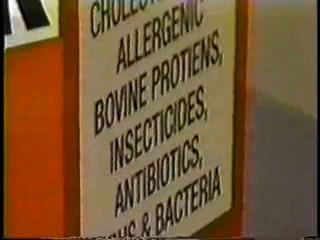 ALLERGENIC
BOVINE PROTIENS,
INSECTICIDES,
ANTIBIOTICS,
& BACTERIA